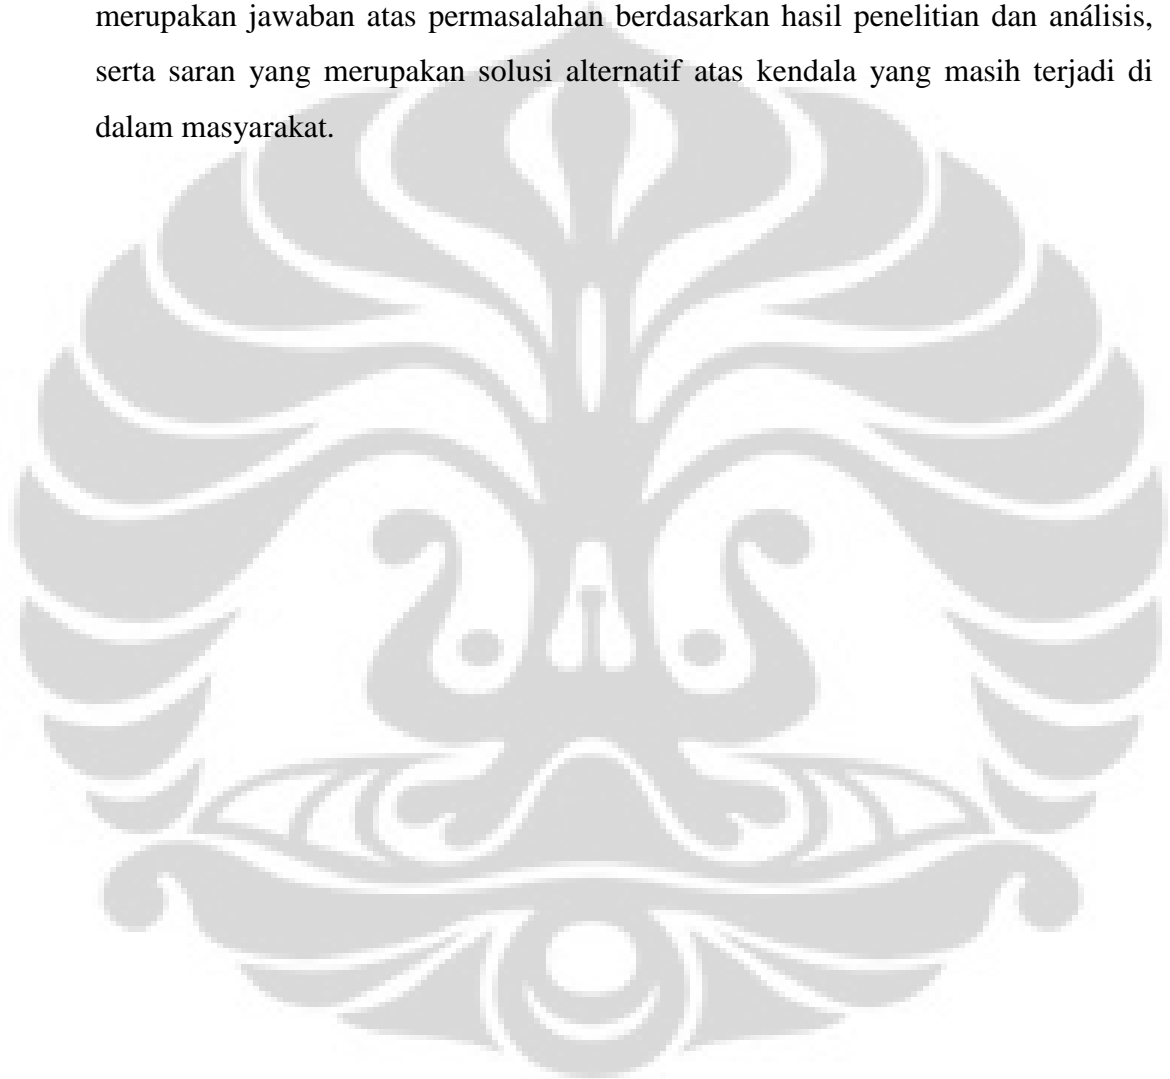 merupakan jawaban atas permasalahan berdasarkan hasil penelitian dan análisis,
serta saran yang merupakan solusi alternatif atas kendala yang masih terjadi di
dalam masyarakat.